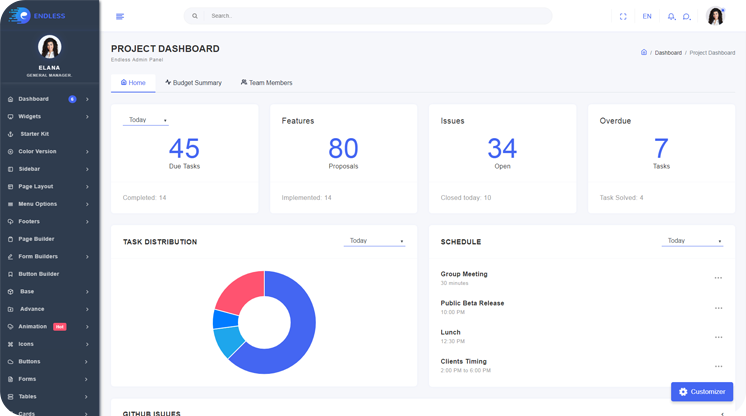 ENDLESS
ELANA
GENERAL MANAGER.
Dashboard 6
Widgets
Starter Kit
Color Version
Sidebar
Page Layout
Menu Options
Footers
Page Builder
Form Builders
Button Builder
Base
Advance
Animation Hot
Icons
Buttons
Forms
Tables
Cards
Search..
EN
PROJECT DASHBOARD
Endless Admin Panel
/ Dashboard / Project Dashboard
Home Budget Summary Team Members
Today
45
Due Tasks
Completed: 14
Features
80
Proposals
Implemented: 14
Issues
34
Open
Closed today: 10
Overdue
7
Tasks
Task Solved: 4
TASK DISTRIBUTION Today
SCHEDULE Today
Group Meeting
30 minutes
Public Beta Release
10:00 PM
Lunch
12:30 PM
Clients Timing
2:00 PM to 6:00 PM
Customizer
GITHUB ISUUES